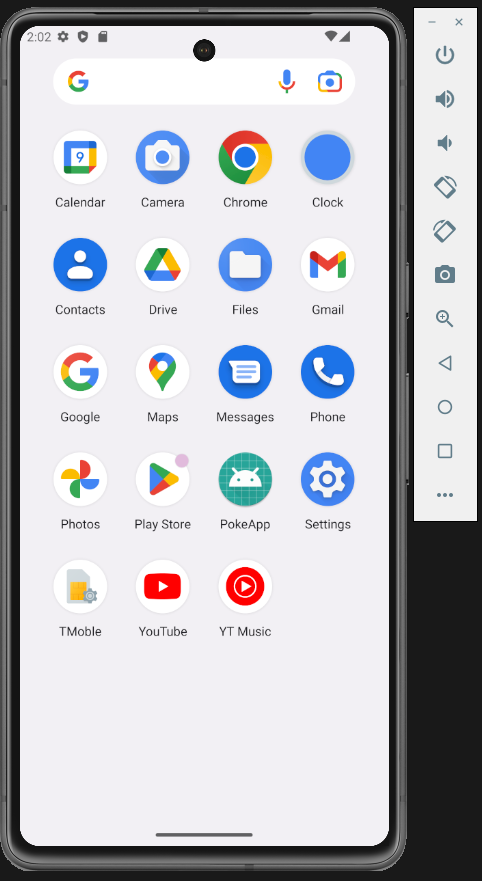 2:02
9
Calendar
Camera
Chrome
Clock
Contacts
Drive
Files
Gmail
Google
Maps
Messages
Phone
Photos
Play Store
PokeApp
Settings
TMoble
YouTube
YT Music